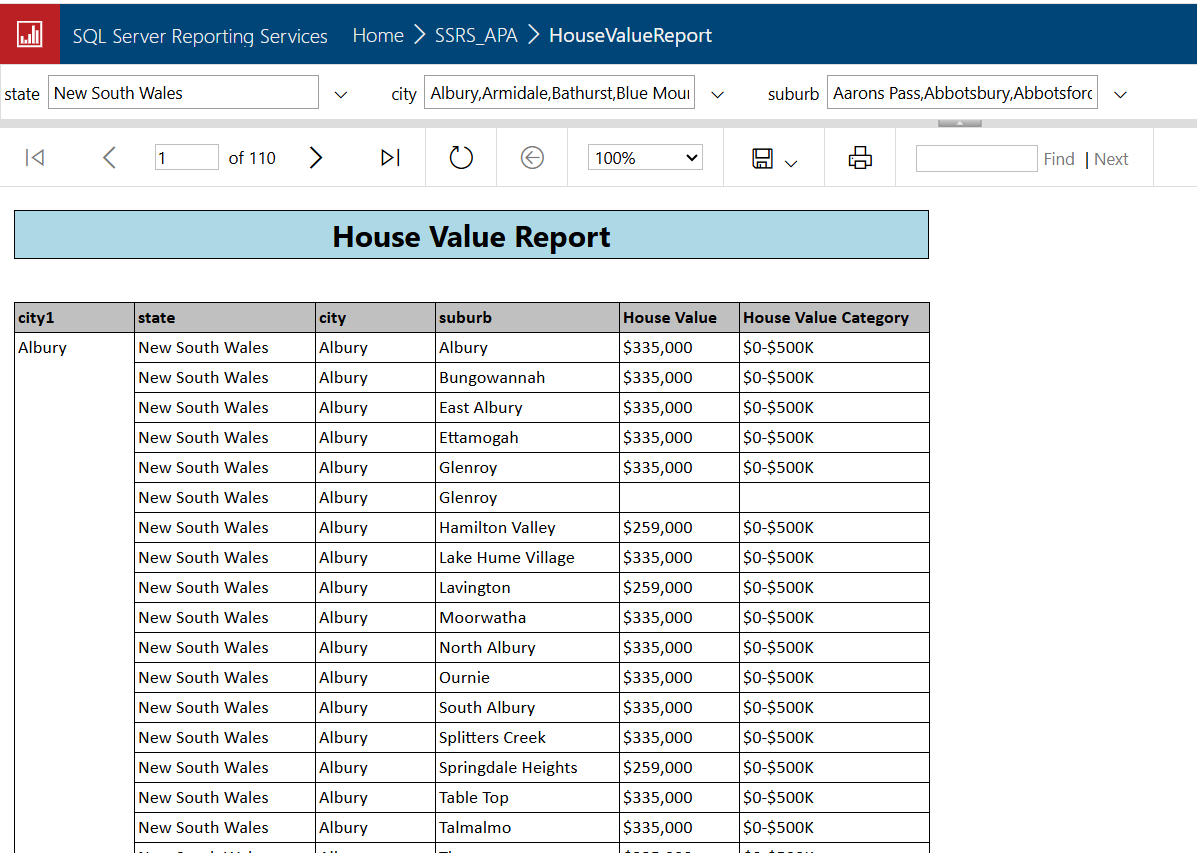 SQL Server Reporting Services Home > SSRS_APA > HouseValueReport
state New South Wales city Albury,Armidale,Bathurst,Blue Mour suburb Aarons Pass,Abbotsbury,Abbotsford
1 of 110 100% Find | Next
House Value Report
city1 state city suburb House Value House Value Category
Albury New South Wales Albury Albury $335,000 $0-$500K
New South Wales Albury Bungowannah $335,000 $0-$500K
New South Wales Albury East Albury $335,000 $0-$500K
New South Wales Albury Ettamogah $335,000 $0-$500K
New South Wales Albury Glenroy $335,000 $0-$500K
New South Wales Albury Glenroy
New South Wales Albury Hamilton Valley $259,000 $0-$500K
New South Wales Albury Lake Hume Village $335,000 $0-$500K
New South Wales Albury Lavington $259,000 $0-$500K
New South Wales Albury Moorwatha $335,000 $0-$500K
New South Wales Albury North Albury $335,000 $0-$500K
New South Wales Albury Ournie $335,000 $0-$500K
New South Wales Albury South Albury $335,000 $0-$500K
New South Wales Albury Splitters Creek $335,000 $0-$500K
New South Wales Albury Springdale Heights $259,000 $0-$500K
New South Wales Albury Table Top $335,000 $0-$500K
New South Wales Albury Talmalmo $335,000 $0-$500K